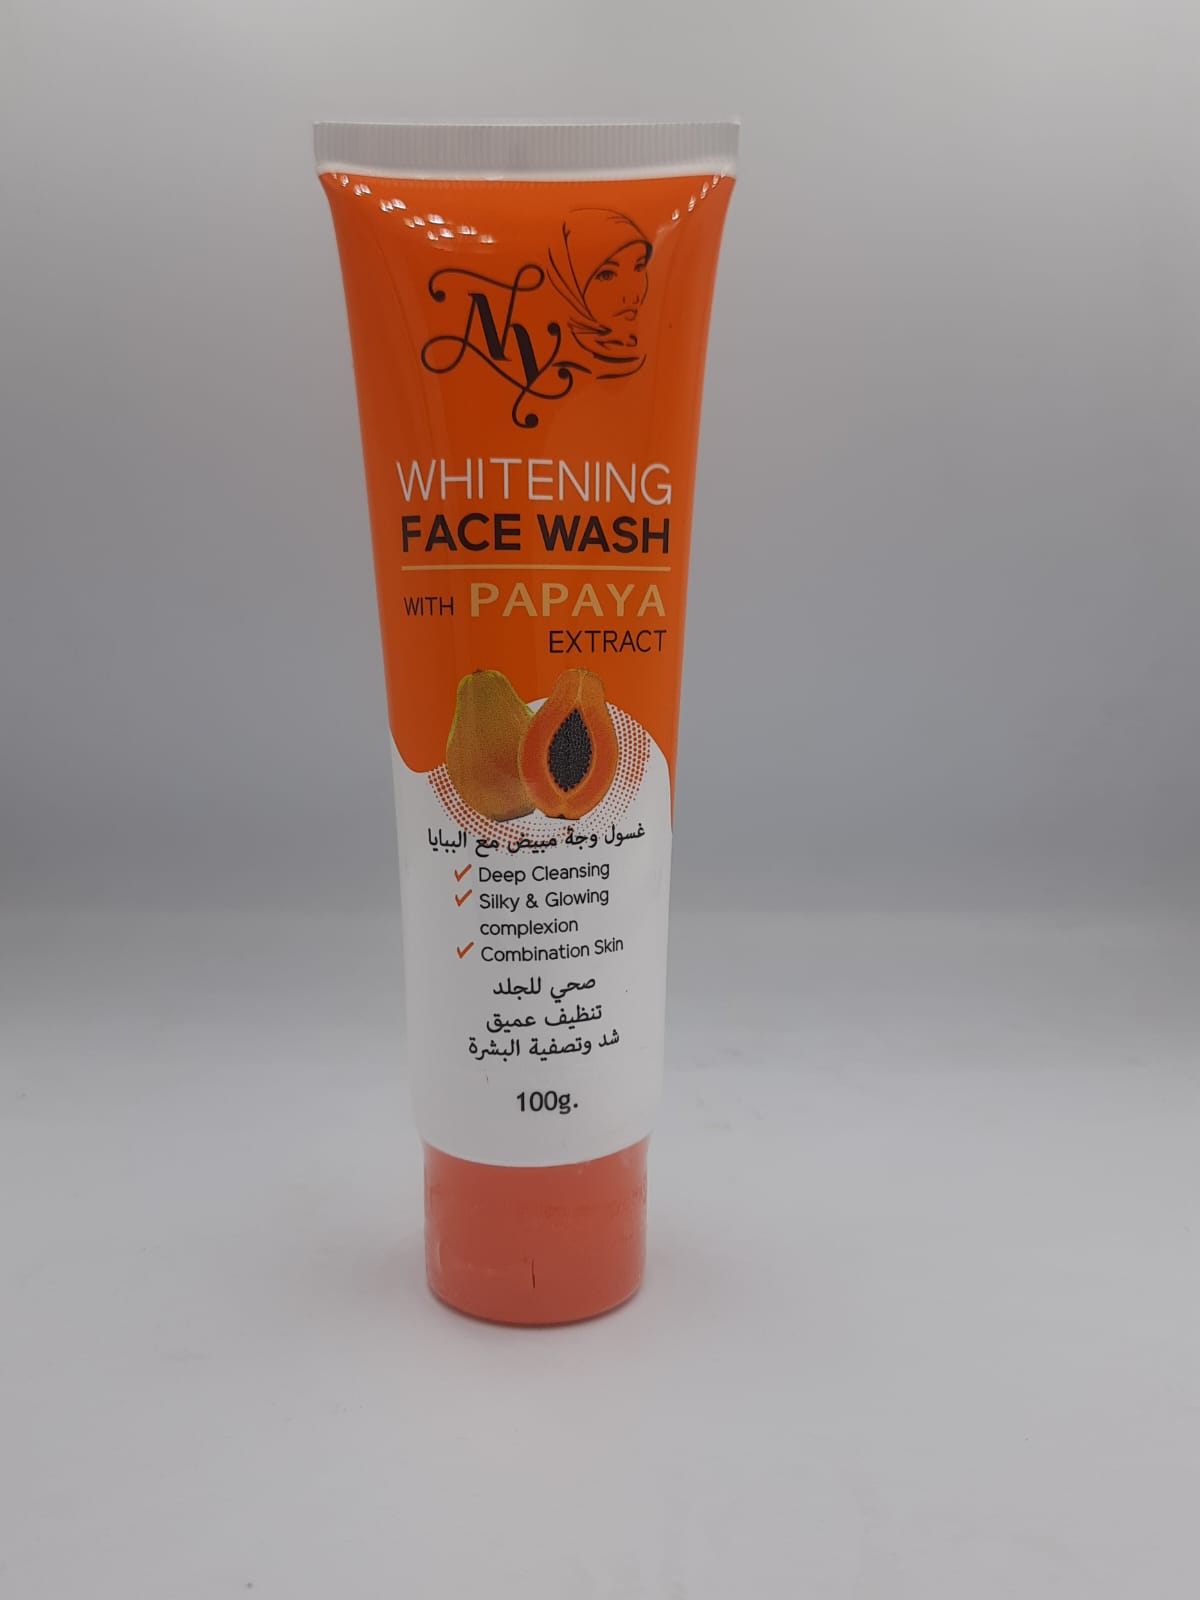 NY
WHITENING
FACE WASH
WITH PAPAYA
EXTRACT
غسول وجة مبيض مع الببايا
Deep Cleansing
Silky & Glowing
complexion
Combination Skin
صحي للجلد
تنظيف عميق
شد وتصفية البشرة
100g.